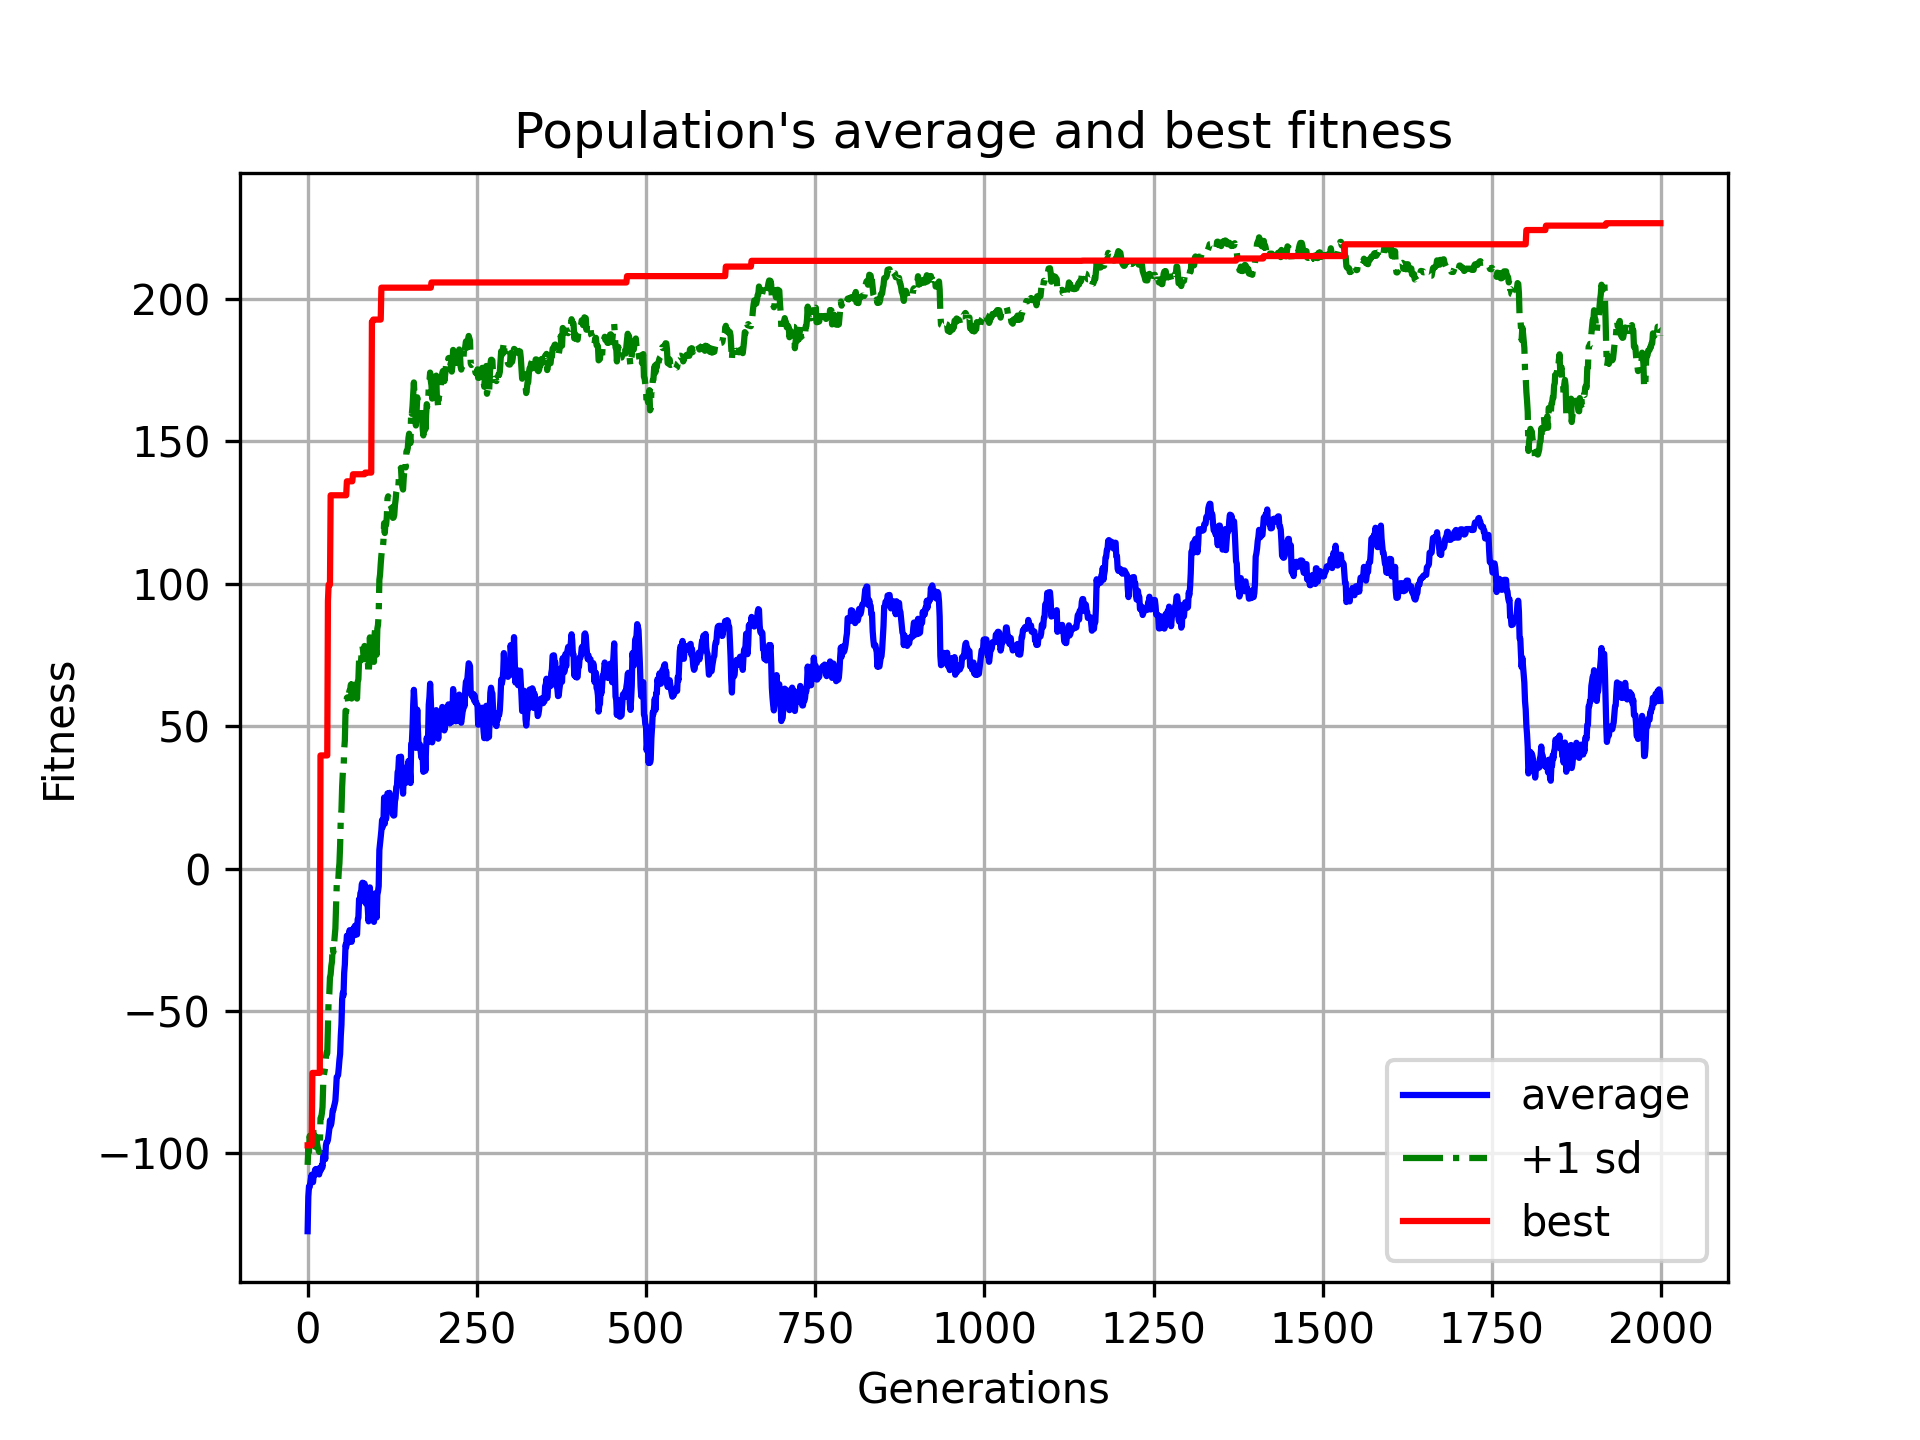 Population's average and best fitness
Fitness
200
150
100
50
0
−50
−100
average
+1 sd
best
0 250 500 750 1000 1250 1500 1750 2000
Generations